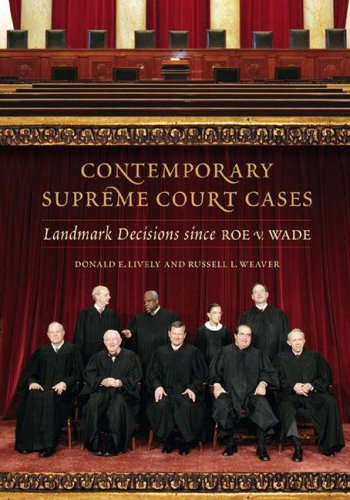 CONTEMPORARY
SUPREME COURT CASES
Landmark Decisions since ROE v. WADE
DONALD E. LIVELY AND RUSSELL L. WEAVER